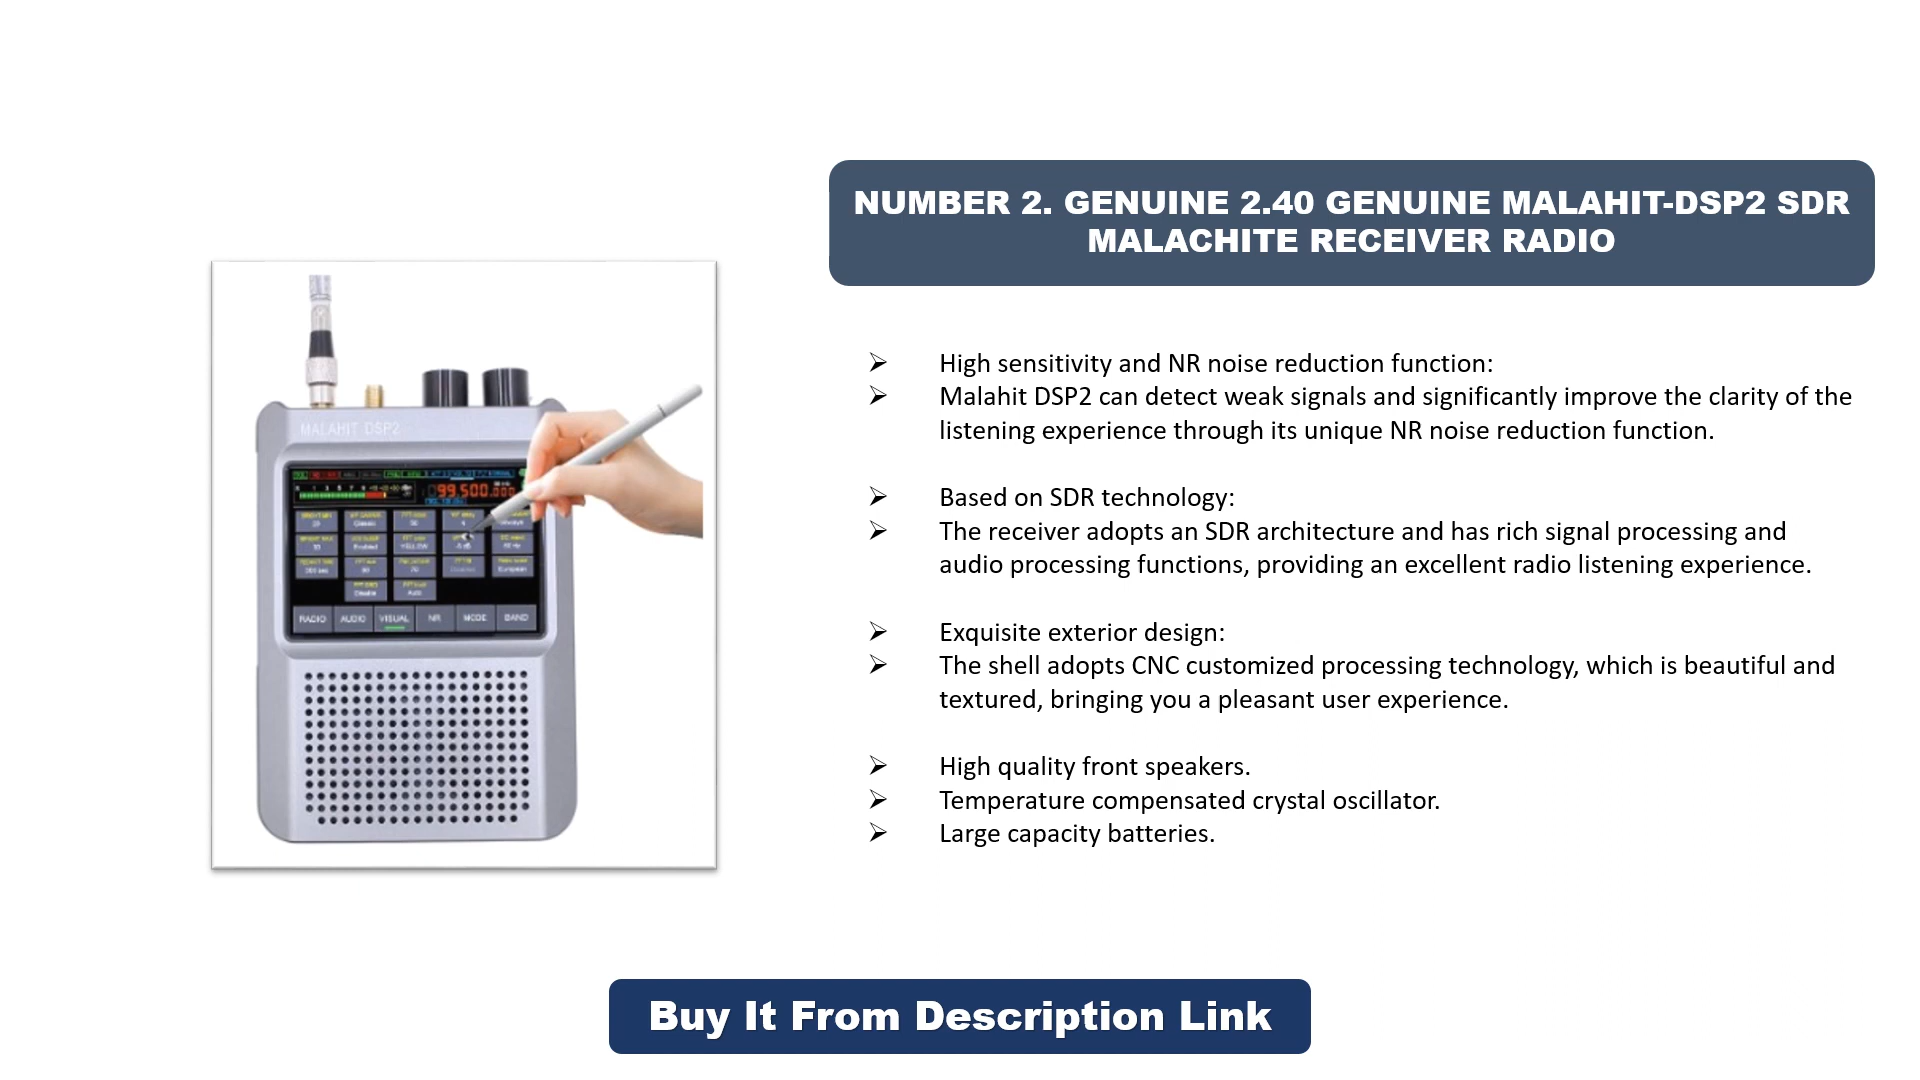 NUMBER 2. GENUINE 2.40 GENUINE MALAHIT-DSP2 SDR
MALACHITE RECEIVER RADIO
MALAHIT DSP2
99.500.000
RADIO AUDIO VISUAL NR MODE BAND
➢ High sensitivity and NR noise reduction function:
➢ Malahit DSP2 can detect weak signals and significantly improve the clarity of the
listening experience through its unique NR noise reduction function.
➢ Based on SDR technology:
➢ The receiver adopts an SDR architecture and has rich signal processing and
audio processing functions, providing an excellent radio listening experience.
➢ Exquisite exterior design:
➢ The shell adopts CNC customized processing technology, which is beautiful and
textured, bringing you a pleasant user experience.
➢ High quality front speakers.
➢ Temperature compensated crystal oscillator.
➢ Large capacity batteries.
Buy It From Description Link